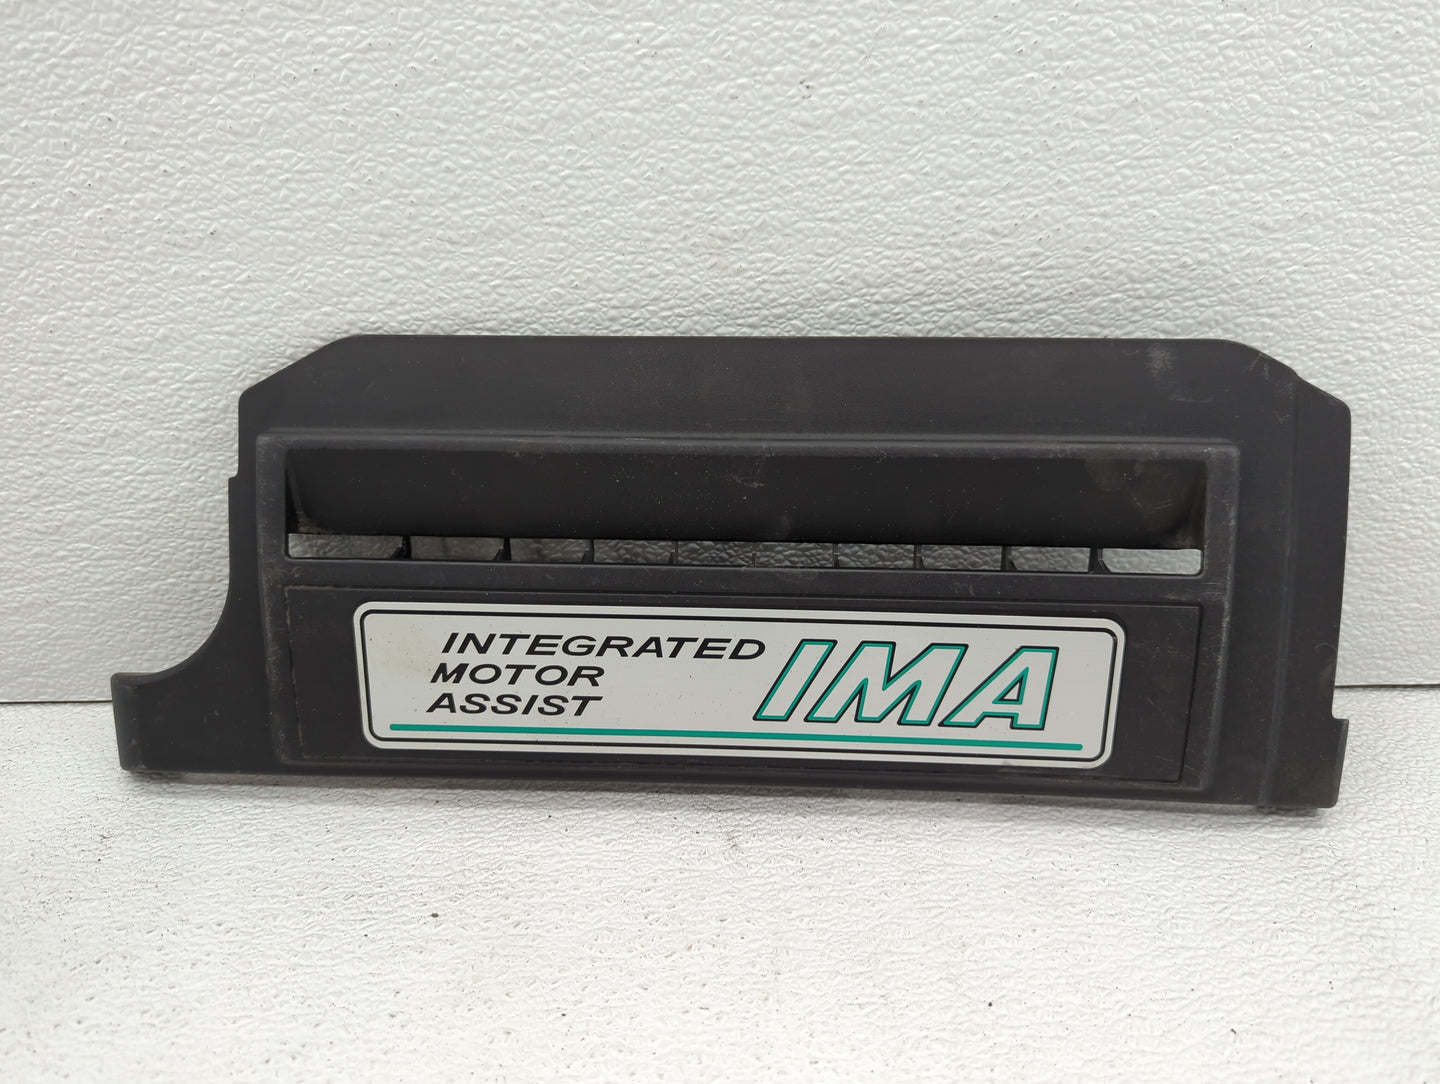 INTEGRATED
MOTOR
ASSIST
IMA